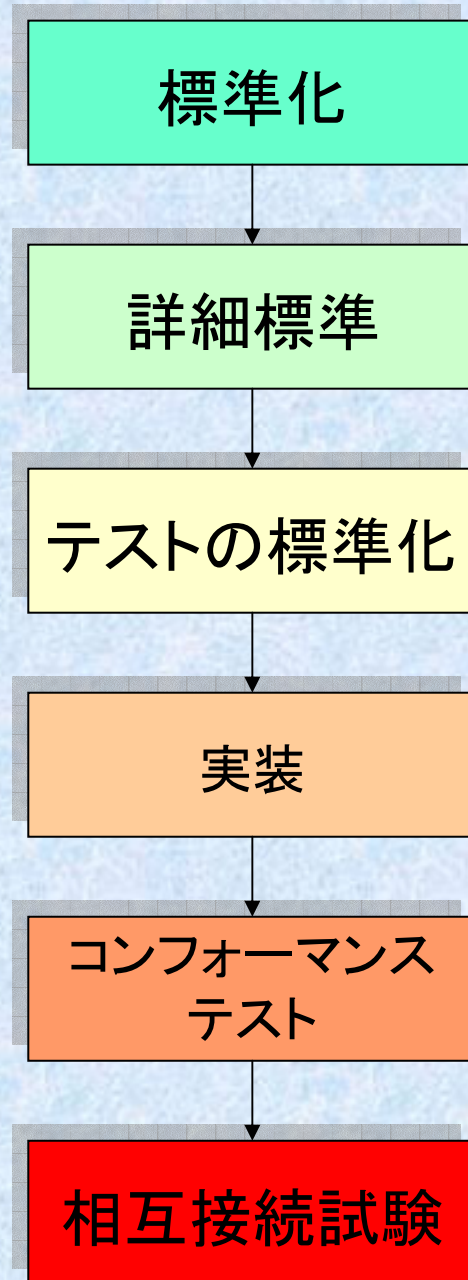 標準化
詳細標準
テストの標準化
実装
コンフォーマンス
テスト
相互接続試験